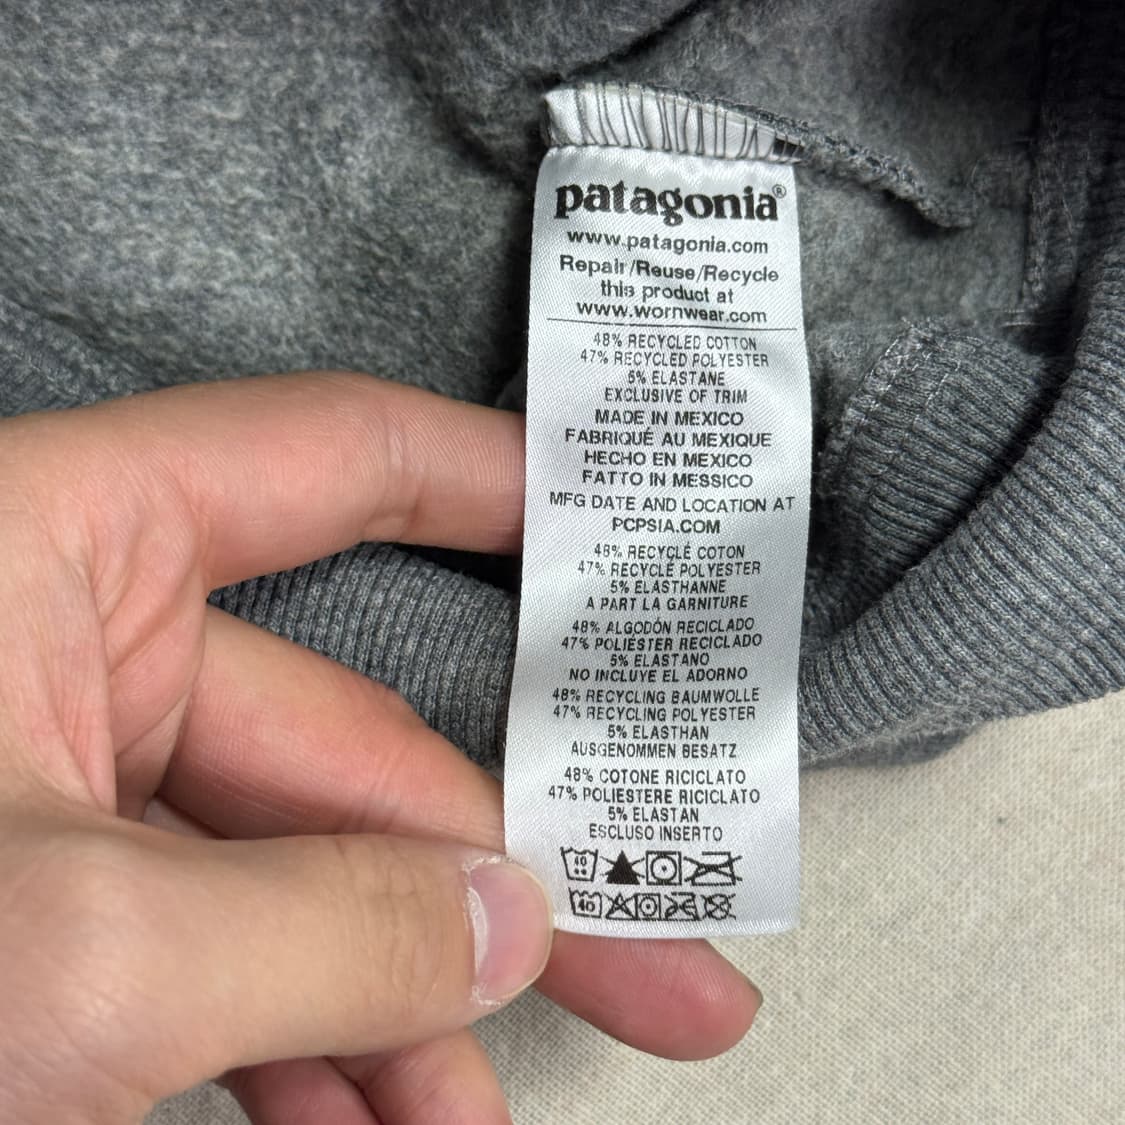 patagonia®
www.patagonia.com
Repair/Reuse/Recycle
this product at
www.wornwear.com
48% RECYCLED COTTON
47% RECYCLED POLYESTER
5% ELASTANE
EXCLUSIVE OF TRIM
MADE IN MEXICO
FABRIQUÉ AU MEXIQUE
HECHO EN MEXICO
FATTO IN MESSICO
MFG DATE AND LOCATION AT
PCPSIA.COM
48% RECYCLÉ COTON
47% RECYCLÉ POLYESTER
5% ELASTHANNE
A PART LA GARNITURE
48% ALGODÓN RECICLADO
47% POLIÉSTER RECICLADO
5% ELASTANO
NO INCLUYE EL ADORNO
48% RECYCLING BAUMWOLLE
47% RECYCLING POLYESTER
5% ELASTHAN
AUSGENOMMEN BESATZ
48% COTONE RICICLATO
47% POLIESTERE RICICLATO
5% ELASTAN
ESCLUSO INSERTO
40
40